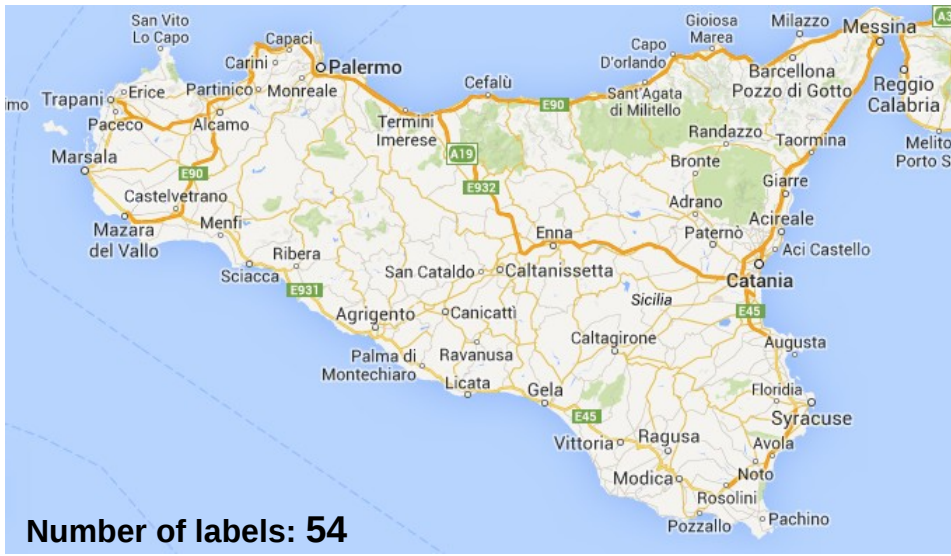 San Vito
Lo Capo
Capaci
Carini
Palermo
Gioiosa
Marea
Milazzo
Messina
A3
Capo
D'orlando
Barcellona
Pozzo di Gotto
Reggio
Calabria
Erice
Trapani
Partinico
Monreale
Cefalù
E90
Sant'Agata
di Militello
Paceco
Alcamo
Termini
Imerese
Randazzo
Taormina
Melito
Porto S
Marsala
E90
A19
E932
Bronte
Giarre
Castelvetrano
Mazara
del Vallo
Menfi
Adrano
Acireale
Enna
Paternò
Aci Castello
Ribera
Sciacca
San Cataldo
Caltanissetta
Catania
E931
Sicilia
Agrigento
Canicattì
E45
Caltagirone
Augusta
Palma di
Montechiaro
Ravanusa
Licata
Gela
Floridia
E45
Syracuse
Vittoria
Ragusa
Avola
Modica
Noto
Rosolini
Pozzallo
Pachino
Number of labels: 54